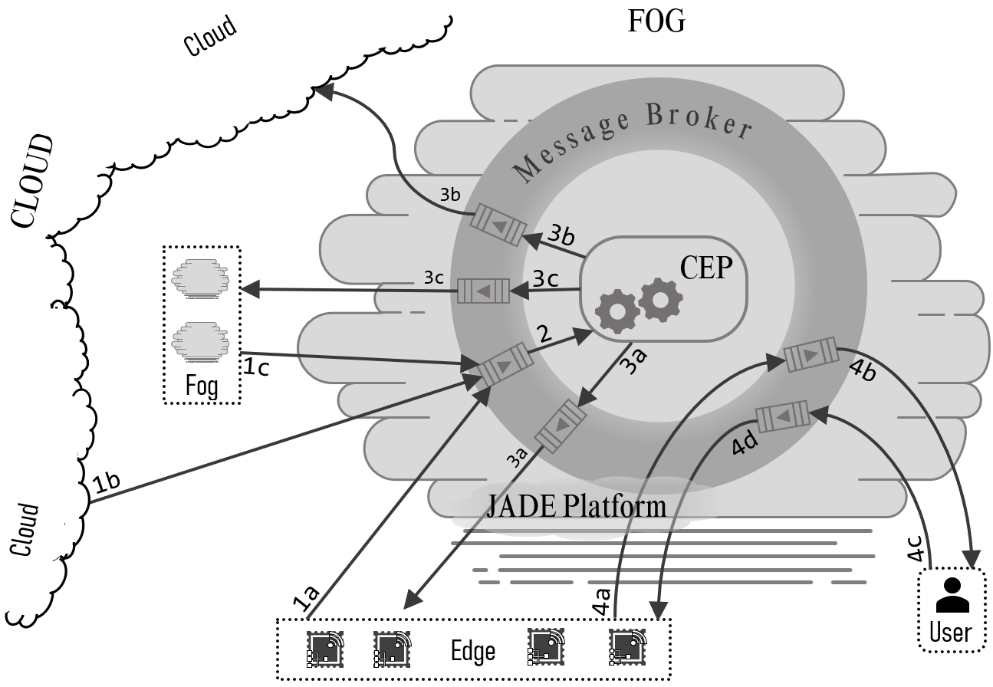 Cloud
FOG
CLOUD
Message Broker
3b
3b
CEP
3c
3c
2
1c
Fog
3a
4b
4d
3a
1b
Cloud
JADE Platform
4c
1a
4a
Edge
User